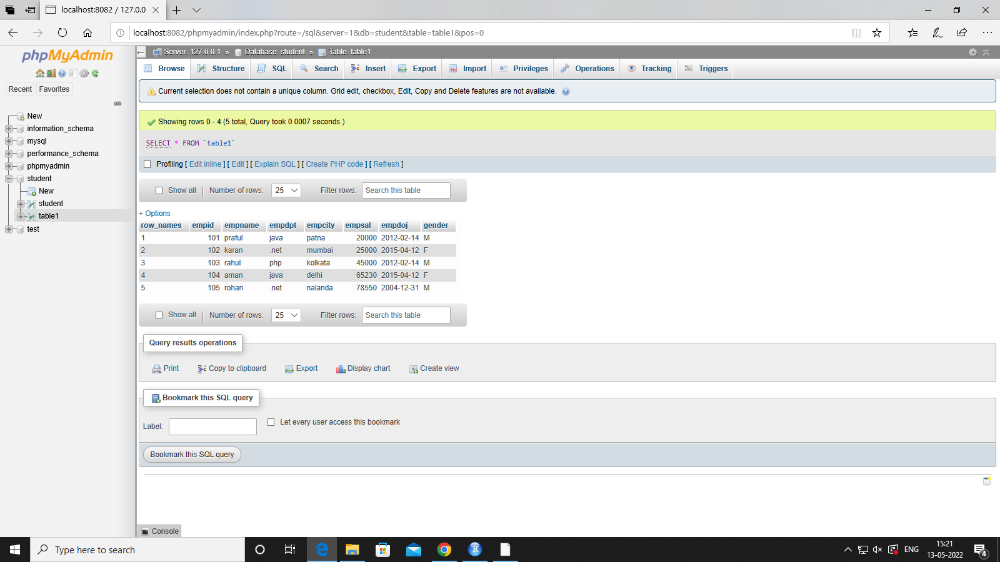 localhost:8082 / 127.0.0
localhost:8082/phpmyadmin/index.php?route=/sql&server=1&db=student&table=table1&pos=0
phpMyAdmin
Recent Favorites
New
information_schema
mysql
performance_schema
phpmyadmin
student
New
student
table1
test
Server: 127.0.0.1 » Database: student » Table: table1
Browse Structure SQL Search Insert Export Import Privileges Operations Tracking Triggers
Current selection does not contain a unique column. Grid edit, checkbox, Edit, Copy and Delete features are not available.
Showing rows 0 - 4 (5 total, Query took 0.0007 seconds.)
SELECT * FROM `table1`
Profiling [ Edit inline ] [ Edit ] [ Explain SQL ] [ Create PHP code ] [ Refresh ]
Show all | Number of rows: 25 Filter rows: Search this table
+ Options
row_names empid empname empdpt empcity empsal empdoj gender
1 101 praful java patna 20000 2012-02-14 M
2 102 karan .net mumbai 25000 2015-04-12 F
3 103 rahul php kolkata 45000 2012-02-14 M
4 104 aman java delhi 65230 2015-04-12 F
5 105 rohan .net nalanda 78550 2004-12-31 M
Show all | Number of rows: 25 Filter rows: Search this table
Query results operations
Print Copy to clipboard Export Display chart Create view
Bookmark this SQL query
Label: Let every user access this bookmark
Bookmark this SQL query
Console
Type here to search
ENG
15:21
13-05-2022
4